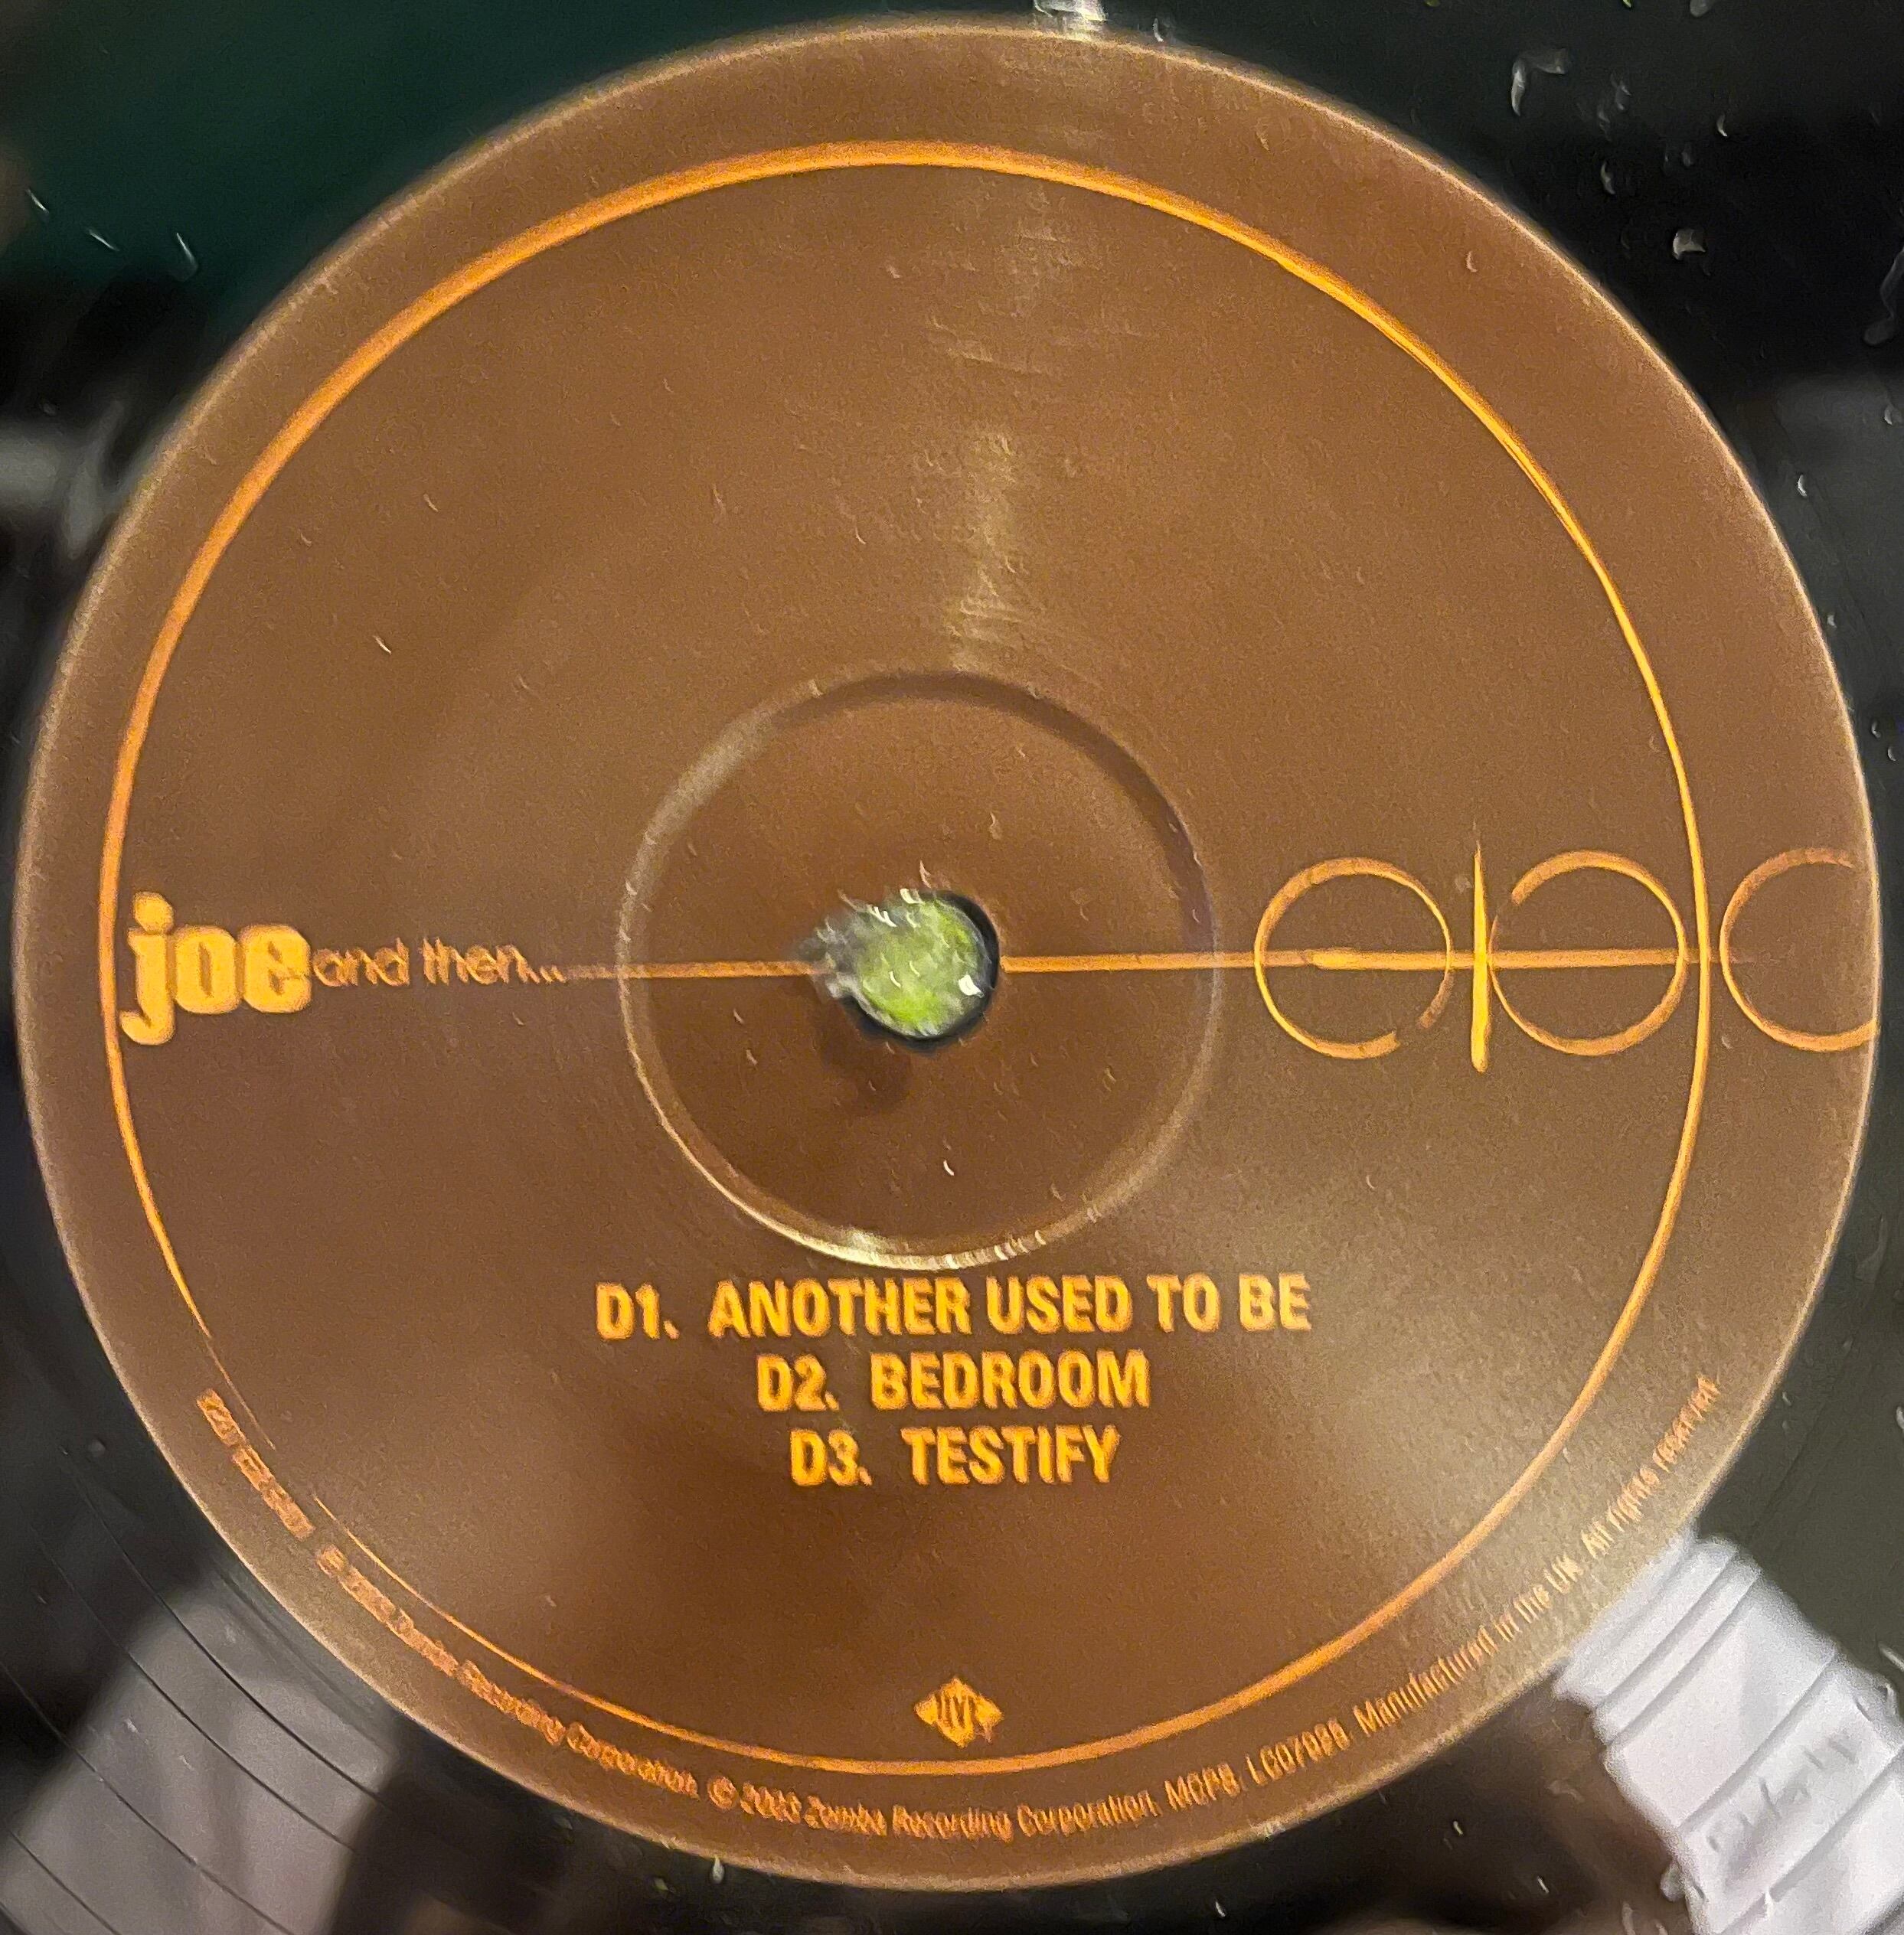 joe and then...
D1. ANOTHER USED TO BE
D2. BEDROOM
D3. TESTIFY
JIVE
Zomba Recording Corporation. © 2003 Zomba Recording Corporation. MCPS. Manufactured in the UK. All rights reserved.